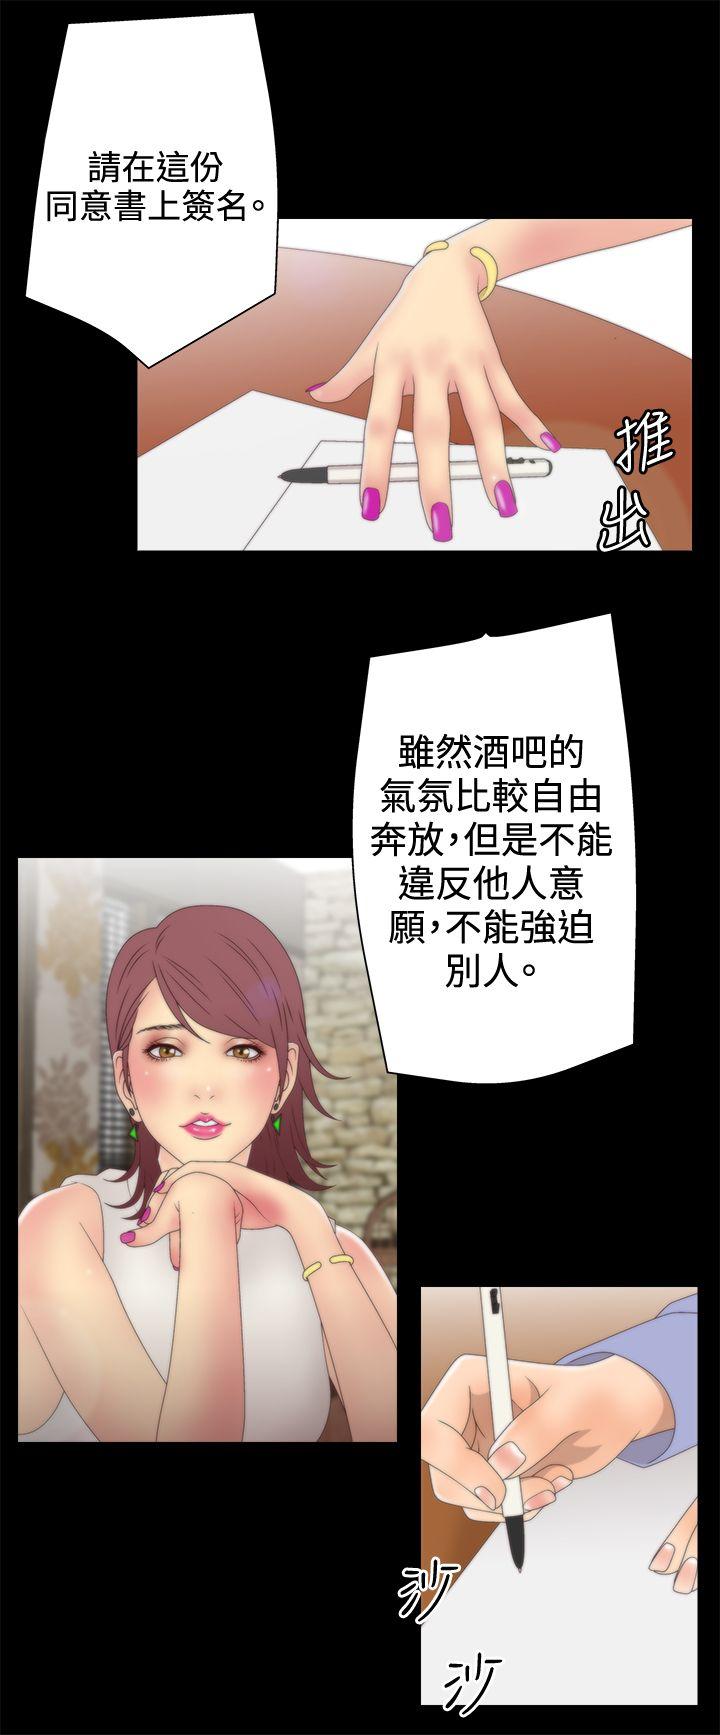 請在這份
同意書上簽名。
推
出
雖然酒吧的
氣氛比較自由
奔放，但是不能
違反他人意
願，不能強迫
別人。
沙
沙